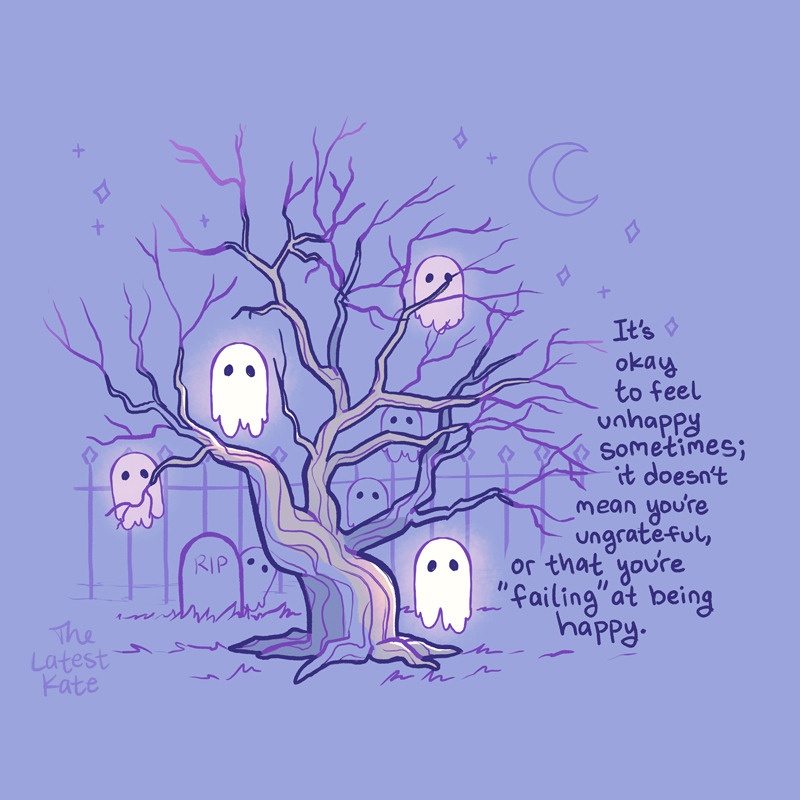 It's
okay
to feel
unhappy
sometimes;
it doesn't
mean you're
ungrateful,
or that you're
"failing" at being
happy.
RIP
The
Latest
Kate